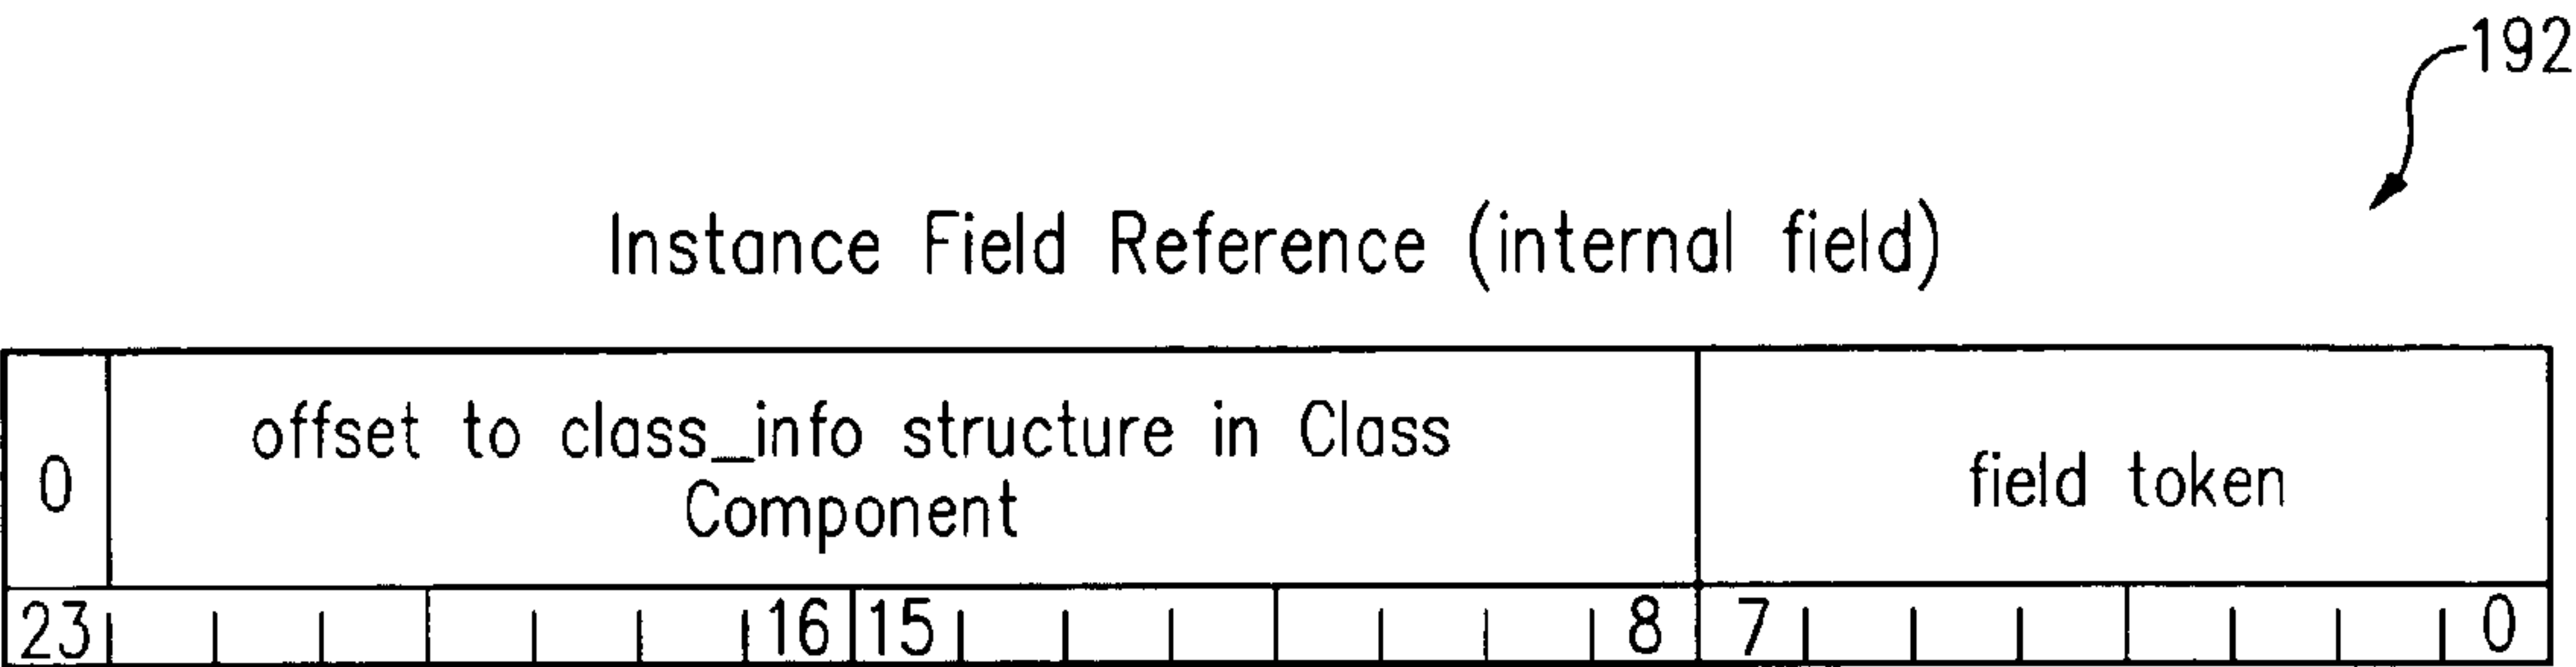 192
Instance Field Reference (internal field)
0
offset to class_info structure in Class
Component
field token
23 16 15 8 7 0